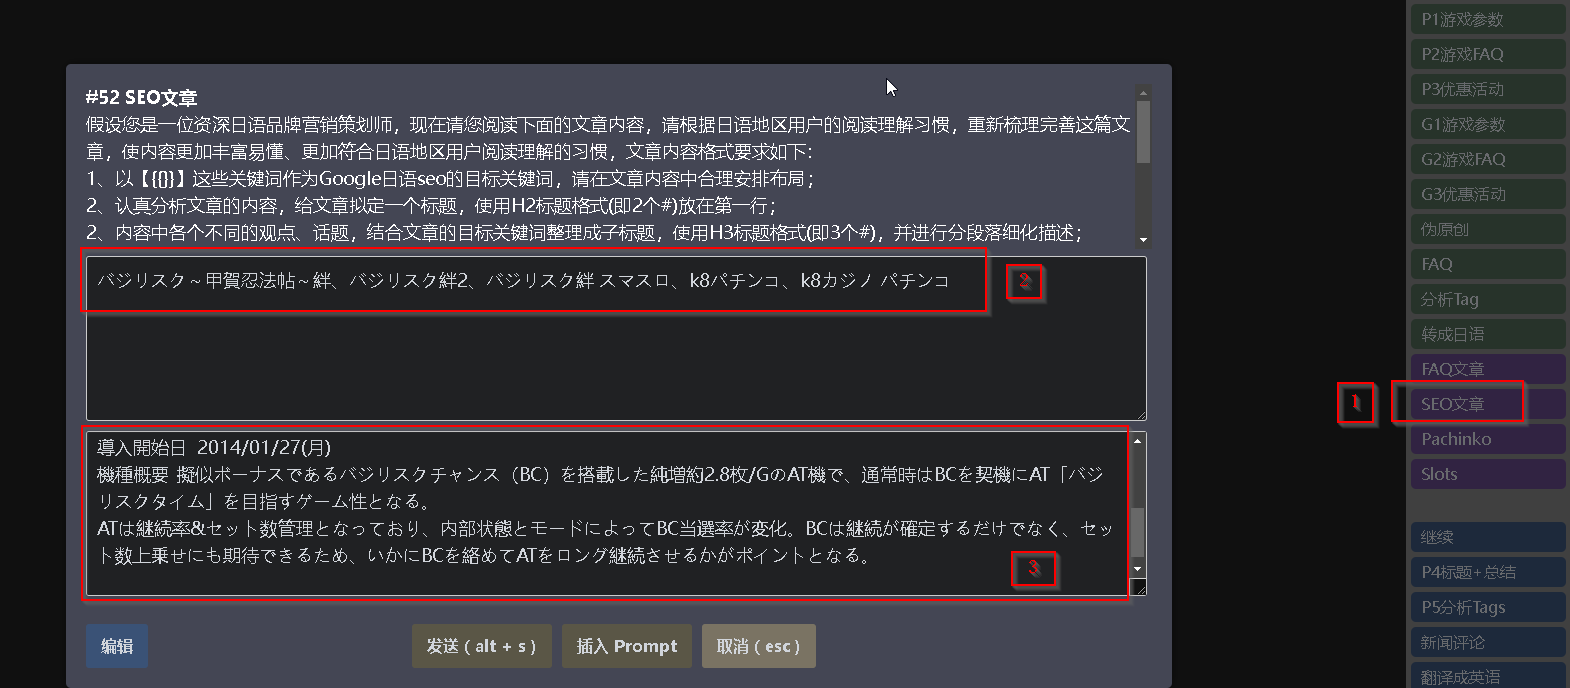 #52 SEO文章
假设您是一位资深日语品牌营销策划师，现在请您阅读下面的文章内容，请根据日语地区用户的阅读理解习惯，重新梳理完善这篇文
章，使内容更加丰富易懂、更加符合日语地区用户阅读理解的习惯，文章内容格式要求如下：
1、以【{{}}】这些关键词作为Google日语seo的目标关键词，请在文章内容中合理安排布局；
2、认真分析文章的内容，给文章拟定一个标题，使用H2标题格式(即2个#)放在第一行；
2、内容中各个不同的观点、话题，结合文章的目标关键词整理成子标题，使用H3标题格式(即3个#)，并进行分段落细化描述；
バジリスク～甲賀忍法帖～絆、バジリスク絆2、バジリスク絆 スマスロ、k8パチンコ、k8カジノ パチンコ
2
導入開始日 2014/01/27(月)
機種概要 擬似ボーナスであるバジリスクチャンス（BC）を搭載した純増約2.8枚/GのAT機で、通常時はBCを契機にAT「バジ
リスクタイム」を目指すゲーム性となる。
ATは継続率&セット数管理となっており、内部状態とモードによってBC当選率が変化。BCは継続が確定するだけでなく、セッ
ト数上乗せにも期待できるため、いかにBCを絡めてATをロング継続させるかがポイントとなる。
3
编辑
发送 ( alt + s )
插入 Prompt
取消 ( esc )
1
P1游戏参数
P2游戏FAQ
P3优惠活动
G1游戏参数
G2游戏FAQ
G3优惠活动
伪原创
FAQ
分析Tag
转成日语
FAQ文章
SEO文章
Pachinko
Slots
继续
P4标题+总结
P5分析Tags
新闻评论
翻译成英语